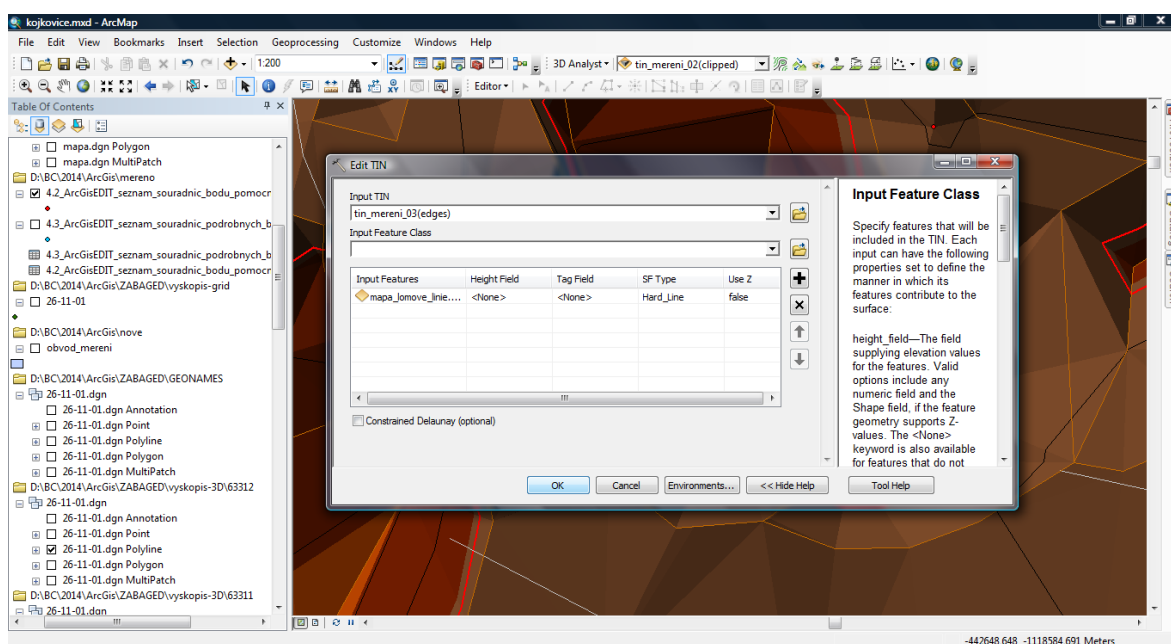 kojkovice.mxd - ArcMap
File Edit View Bookmarks Insert Selection Geoprocessing Customize Windows Help
1:200 3D Analyst tin_mereni_02(clipped)
Editor
Table Of Contents
mapa.dgn Polygon
mapa.dgn MultiPatch
D:\BC\2014\ArcGis\mereno
4.2_ArcGisEDIT_seznam_souradnic_bodu_pomocr
4.3_ArcGisEDIT_seznam_souradnic_podrobnych_b
4.3_ArcGisEDIT_seznam_souradnic_podrobnych_b
4.2_ArcGisEDIT_seznam_souradnic_bodu_pomocr
D:\BC\2014\ArcGis\ZABAGED\vyskopis-grid
26-11-01
D:\BC\2014\ArcGis\nove
obvod_mereni
D:\BC\2014\ArcGis\ZABAGED\GEONAMES
26-11-01.dgn
26-11-01.dgn Annotation
26-11-01.dgn Point
26-11-01.dgn Polyline
26-11-01.dgn Polygon
26-11-01.dgn MultiPatch
D:\BC\2014\ArcGis\ZABAGED\vyskopis-3D\63312
26-11-01.dgn
26-11-01.dgn Annotation
26-11-01.dgn Point
26-11-01.dgn Polyline
26-11-01.dgn Polygon
26-11-01.dgn MultiPatch
D:\BC\2014\ArcGis\ZABAGED\vyskopis-3D\63311
26-11-01.dgn
Edit TIN
Input TIN
tin_mereni_03(edges)
Input Feature Class
Input Features Height Field Tag Field SF Type Use Z
mapa_lomove_linie.... <None> <None> Hard_Line false
Constrained Delaunay (optional)
OK Cancel Environments... << Hide Help Tool Help
Input Feature Class
Specify features that will be
included in the TIN. Each
input can have the following
properties set to define the
manner in which its
features contribute to the
surface:
height_field—The field
supplying elevation values
for the features. Valid
options include any
numeric field and the
Shape field, if the feature
geometry supports Z-
values. The <None>
keyword is also available
for features that do not
-442648,648 -1118584,691 Meters